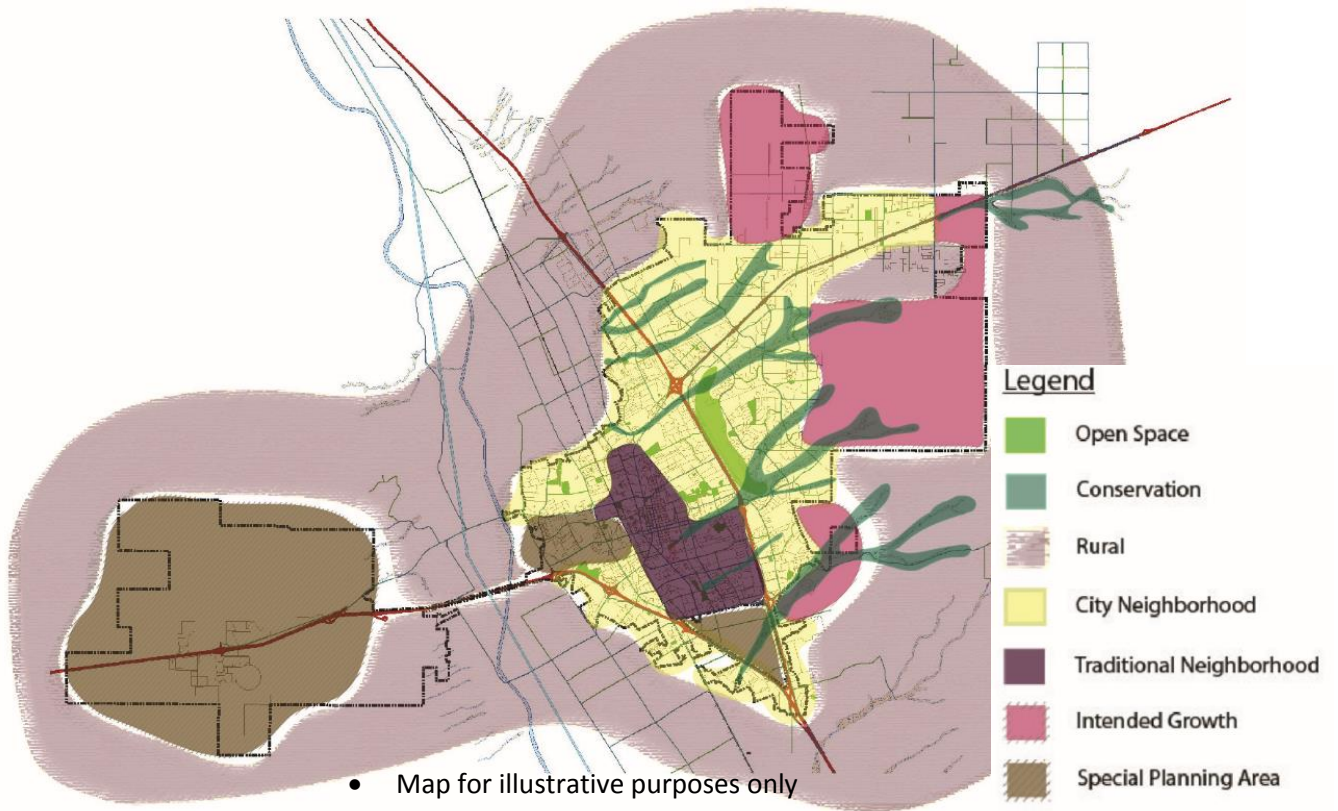 Legend
Open Space
Conservation
Rural
City Neighborhood
Traditional Neighborhood
Intended Growth
Special Planning Area
• Map for illustrative purposes only